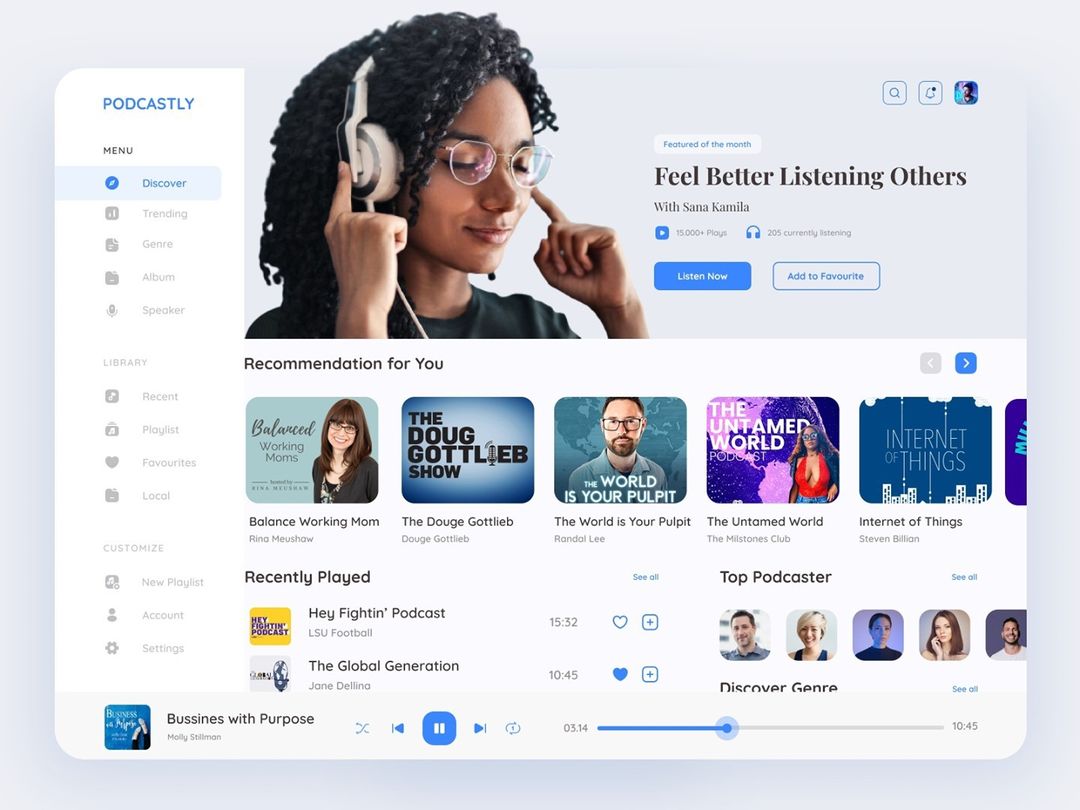 PODCASTLY
MENU
Discover
Trending
Genre
Album
Speaker
LIBRARY
Recent
Playlist
Favourites
Local
CUSTOMIZE
New Playlist
Account
Settings
Featured of the month
Feel Better Listening Others
With Sana Kamila
15.000+ Plays
205 currently listening
Listen Now
Add to Favourite
Recommendation for You
Balanced
Working
Moms
hosted by
RINA MEUSHAW
Balance Working Mom
Rina Meushaw
THE
DOUG
GOTTLIEB
SHOW
The Douge Gottlieb
Douge Gottlieb
THE WORLD
IS YOUR PULPIT
The World is Your Pulpit
Randal Lee
THE
UNTAMED
WORLD
PODCAST
The Untamed World
The Milstones Club
INTERNET
OF THINGS
Internet of Things
Steven Billian
Recently Played
See all
HEY
FIGHTIN'
PODCAST
Hey Fightin' Podcast
LSU Football
15:32
GLOBAL
The Global Generation
Jane Dellina
10:45
Top Podcaster
See all
Discover Genre
See all
BUSINESS
with Purpose
Bussines with Purpose
Molly Stillman
1
03.14
10:45